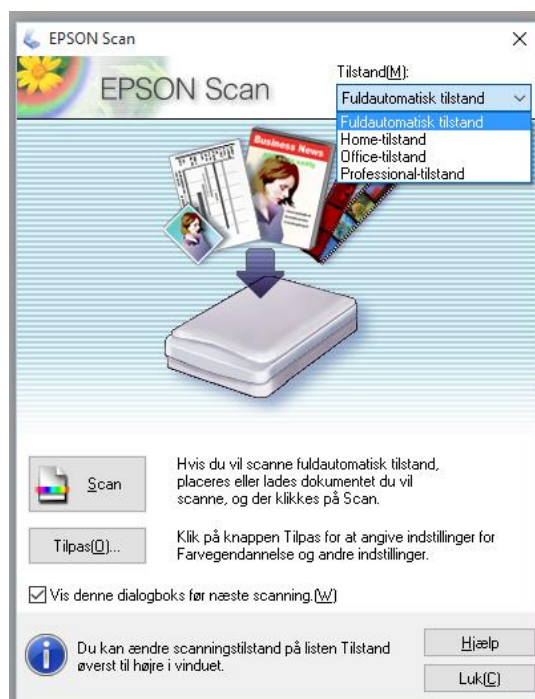 EPSON Scan
EPSON Scan
Tilstand(M):
Fuldautomatisk tilstand
Fuldautomatisk tilstand
Home-tilstand
Office-tilstand
Professional-tilstand
Business News
Scan
Hvis du vil scanne fuldautomatisk tilstand,
placeres eller lades dokumentet du vil
scanne, og der klikkes på Scan.
Tilpas(O)...
Klik på knappen Tilpas for at angive indstillinger for
Farvegendannelse og andre indstillinger.
Vis denne dialogboks før næste scanning.(W)
Du kan ændre scanningstilstand på listen Tilstand
øverst til højre i vinduet.
Hjælp
Luk(C)